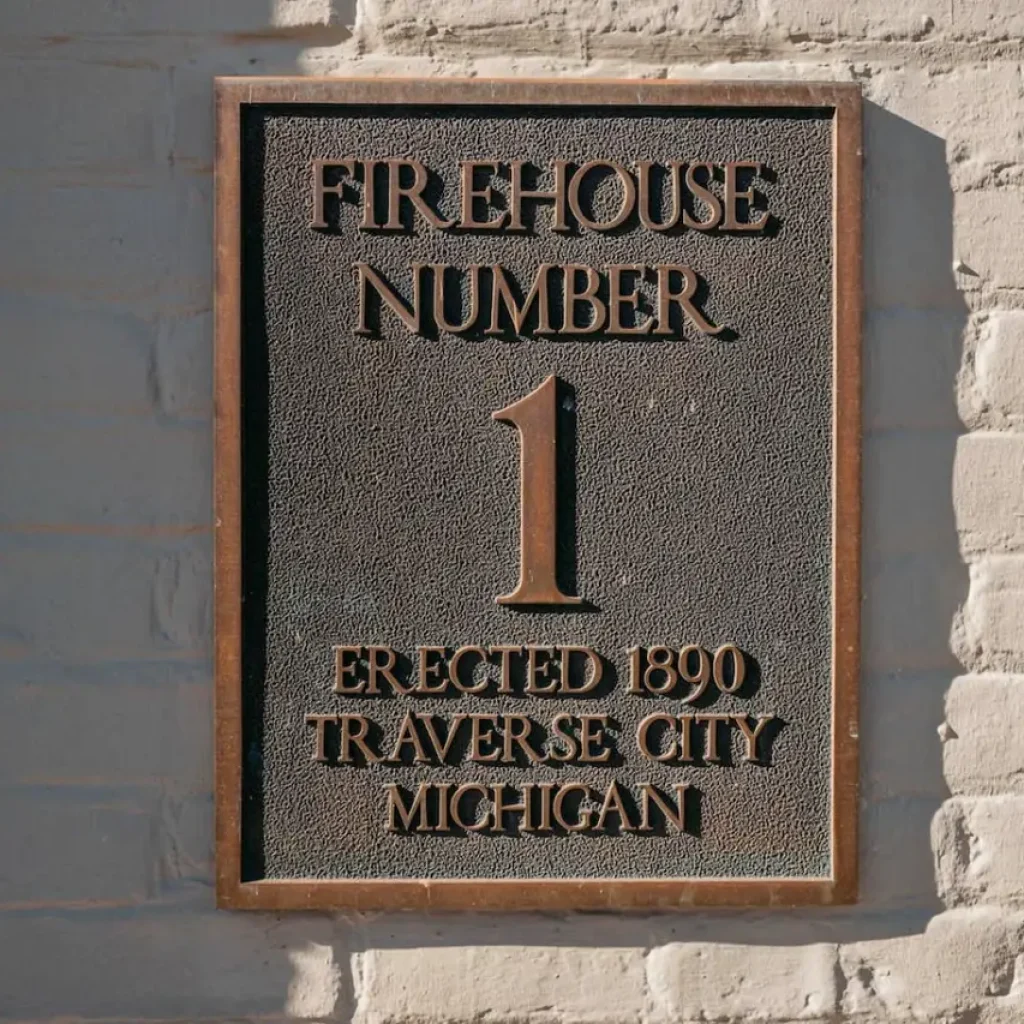 FIREHOUSE
NUMBER
1
ERECTED 1890
TRAVERSE CITY
MICHIGAN